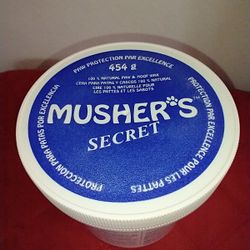 PAW PROTECTION PAR EXCELLENCE
454 g
100 % NATURAL PAW & HOOF WAX
CERA PARA PATAS Y CASCOS 100 % NATURAL
CIRE 100 % NATURELLE POUR
LES PATTES ET LES SABOTS
MUSHER'S
SECRET
PROTECCIÓN PARA PATAS POR EXCELENCIA
PROTECTION PAR EXCELLENCE POUR LES PATTES